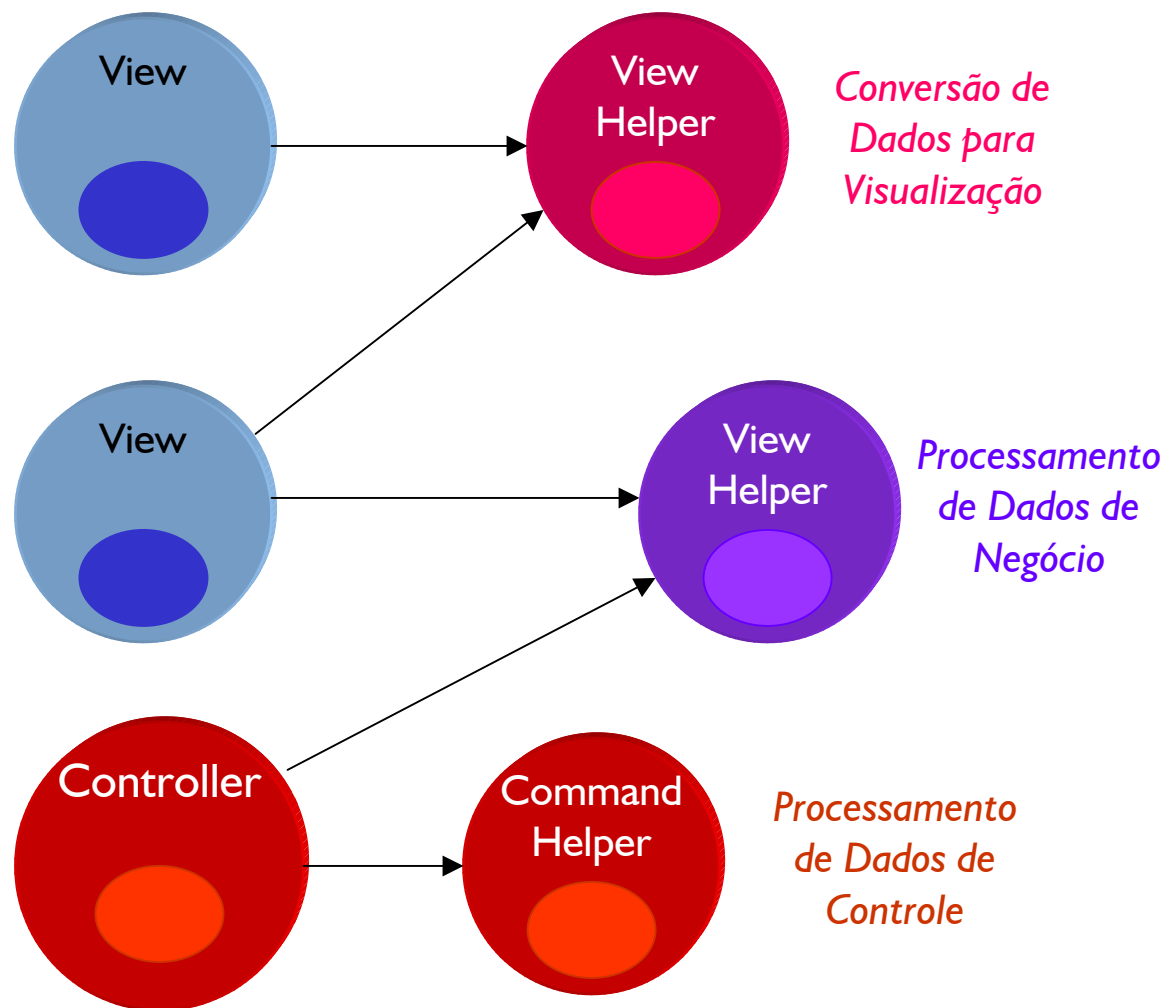 View
View
Helper
Conversão de
Dados para
Visualização
View
View
Helper
Processamento
de Dados de
Negócio
Controller
Command
Helper
Processamento
de Dados de
Controle